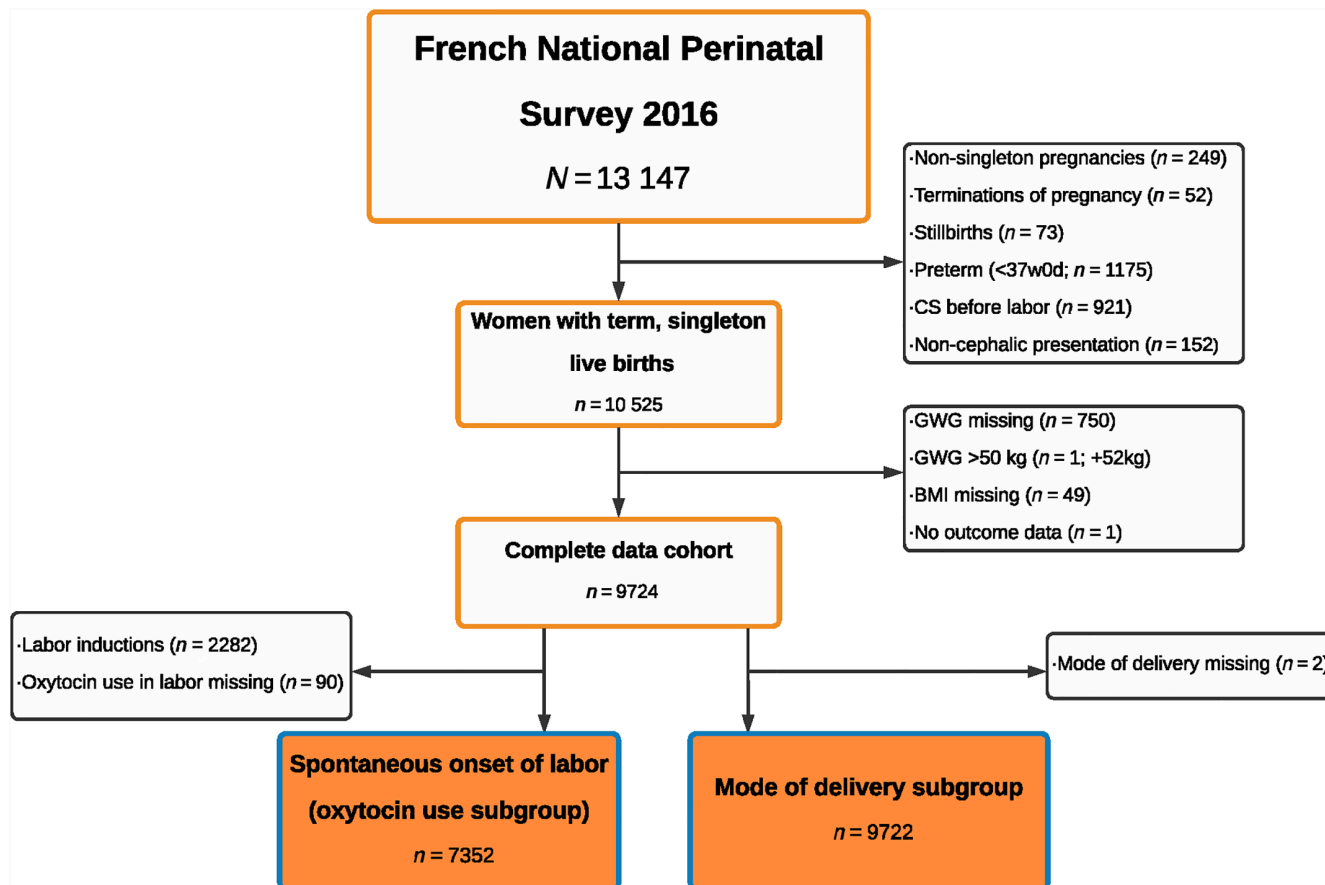 French National Perinatal
Survey 2016
N = 13 147
·Non-singleton pregnancies (n = 249)
·Terminations of pregnancy (n = 52)
·Stillbirths (n = 73)
·Preterm (<37w0d; n = 1175)
·CS before labor (n = 921)
·Non-cephalic presentation (n = 152)
Women with term, singleton
live births
n = 10 525
·GWG missing (n = 750)
·GWG >50 kg (n = 1; +52kg)
·BMI missing (n = 49)
·No outcome data (n = 1)
Complete data cohort
n = 9724
·Labor inductions (n = 2282)
·Oxytocin use in labor missing (n = 90)
·Mode of delivery missing (n = 2)
Spontaneous onset of labor
(oxytocin use subgroup)
n = 7352
Mode of delivery subgroup
n = 9722